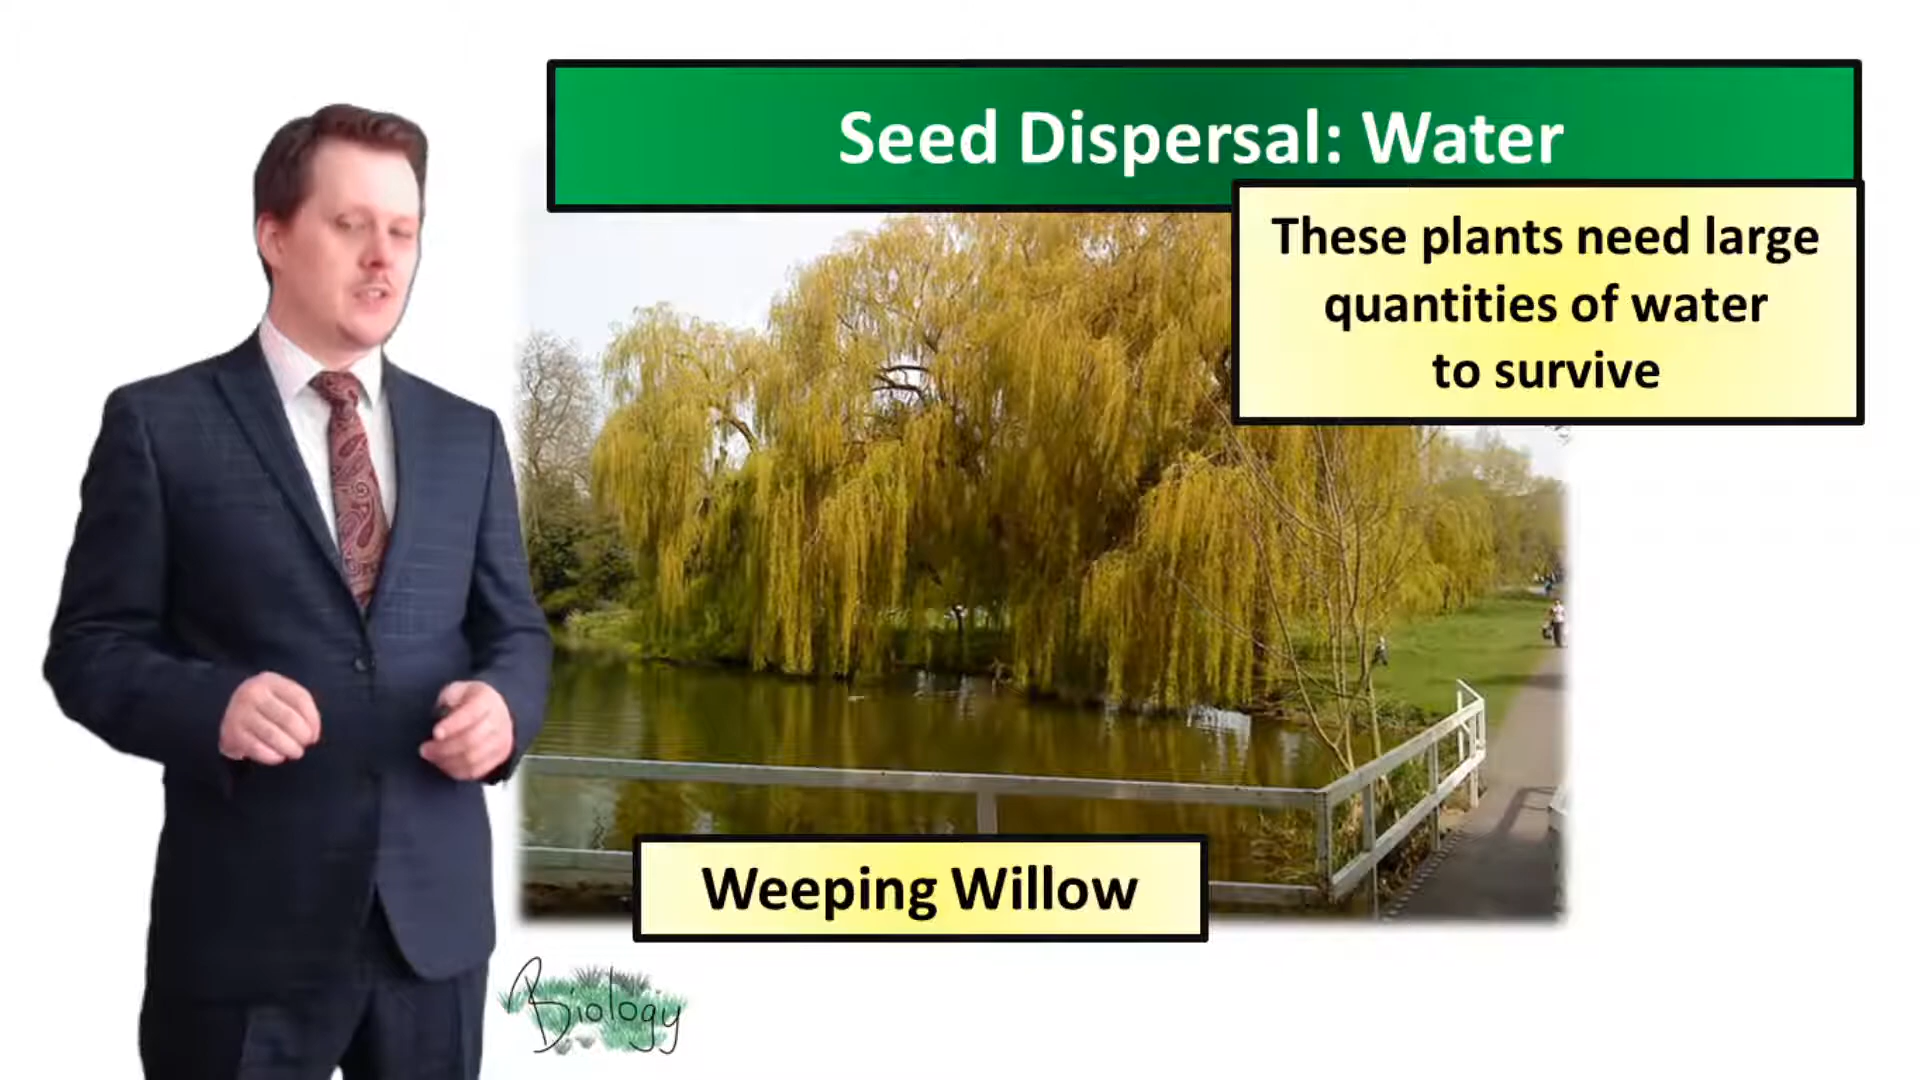 Seed Dispersal: Water
These plants need large
quantities of water
to survive
Weeping Willow
Biology